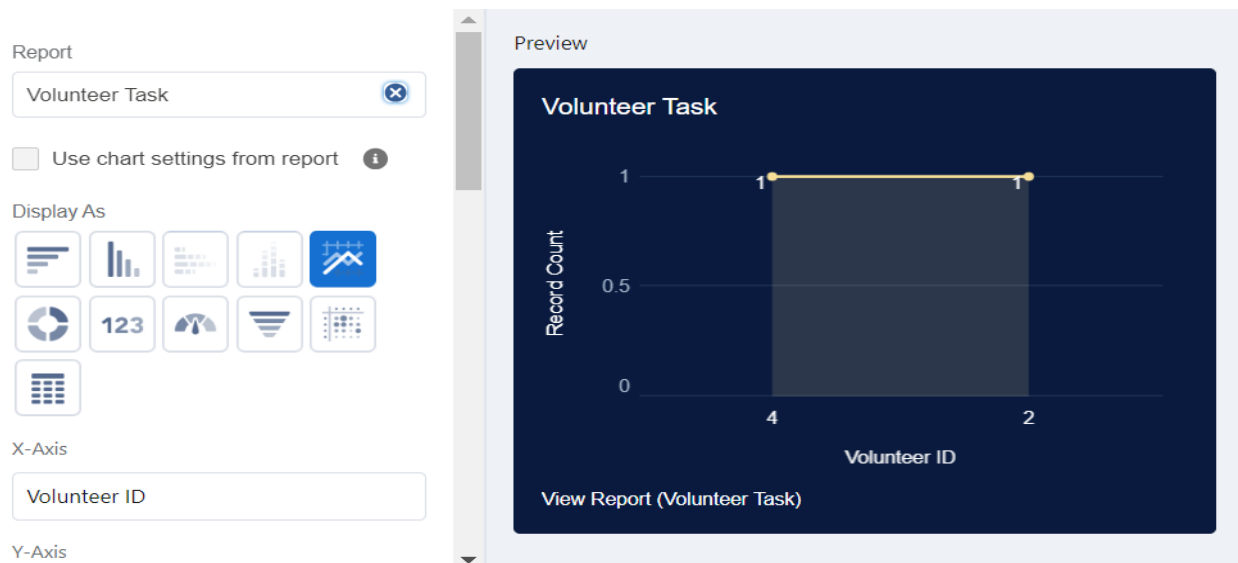 Report
Volunteer Task
Use chart settings from report
Display As
123
X-Axis
Volunteer ID
Y-Axis
Preview
Volunteer Task
Record Count
1
0.5
0
1
1
4
2
Volunteer ID
View Report (Volunteer Task)